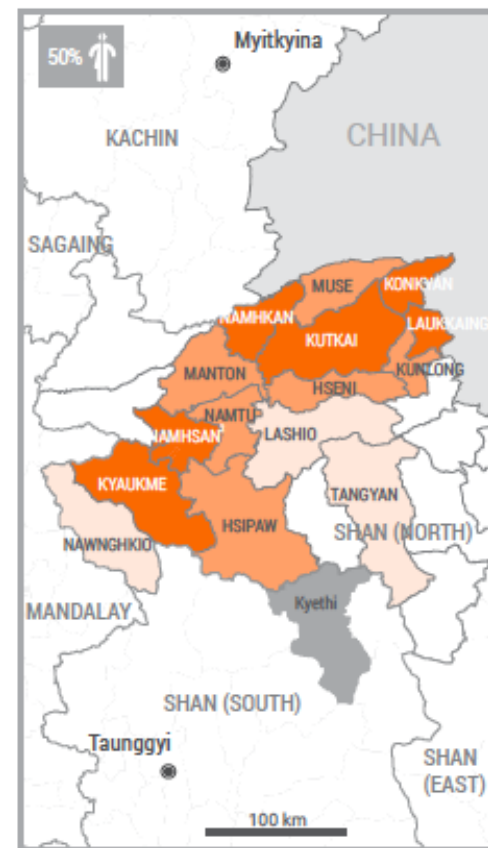 50%
Myitkyina
KACHIN
CHINA
SAGAING
MUSE
KONKYAN
NAMHKAN
LAUKKAING
KUTKAI
KUNLONG
MANTON
HSENI
NAMTU
NAMHSAN
LASHIO
KYAUKME
TANGYAN
HSIPAW
SHAN (NORTH)
NAWNGHKIO
MANDALAY
Kyethi
SHAN (SOUTH)
Taunggyi
SHAN
(EAST)
100 km